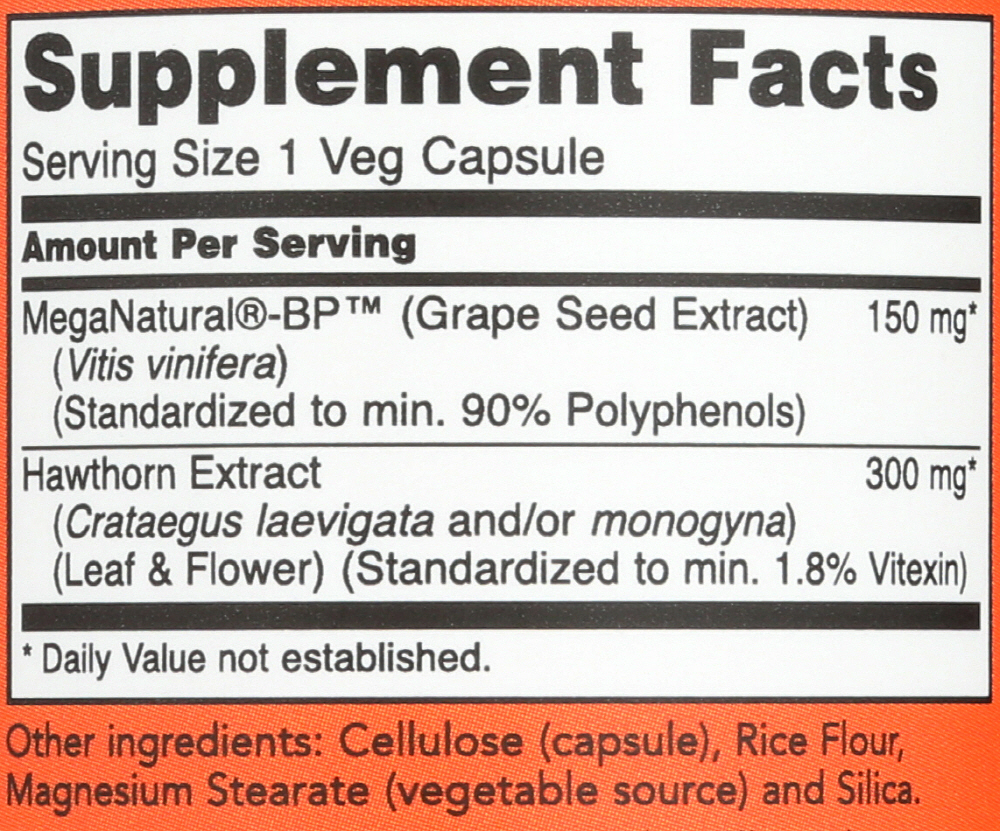 Supplement Facts
Serving Size 1 Veg Capsule
Amount Per Serving
MegaNatural®-BP™ (Grape Seed Extract) 150 mg*
(Vitis vinifera)
(Standardized to min. 90% Polyphenols)
Hawthorn Extract 300 mg*
(Crataegus laevigata and/or monogyna)
(Leaf & Flower) (Standardized to min. 1.8% Vitexin)
* Daily Value not established.
Other ingredients: Cellulose (capsule), Rice Flour,
Magnesium Stearate (vegetable source) and Silica.